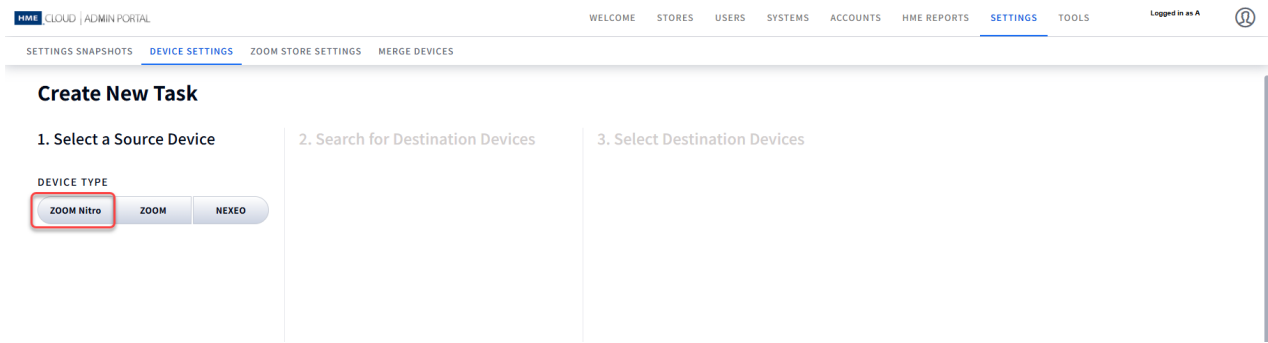 HME CLOUD | ADMIN PORTAL WELCOME STORES USERS SYSTEMS ACCOUNTS HME REPORTS SETTINGS TOOLS Logged in as A
SETTINGS SNAPSHOTS DEVICE SETTINGS ZOOM STORE SETTINGS MERGE DEVICES
Create New Task
1. Select a Source Device 2. Search for Destination Devices 3. Select Destination Devices
DEVICE TYPE
ZOOM Nitro ZOOM NEXEO